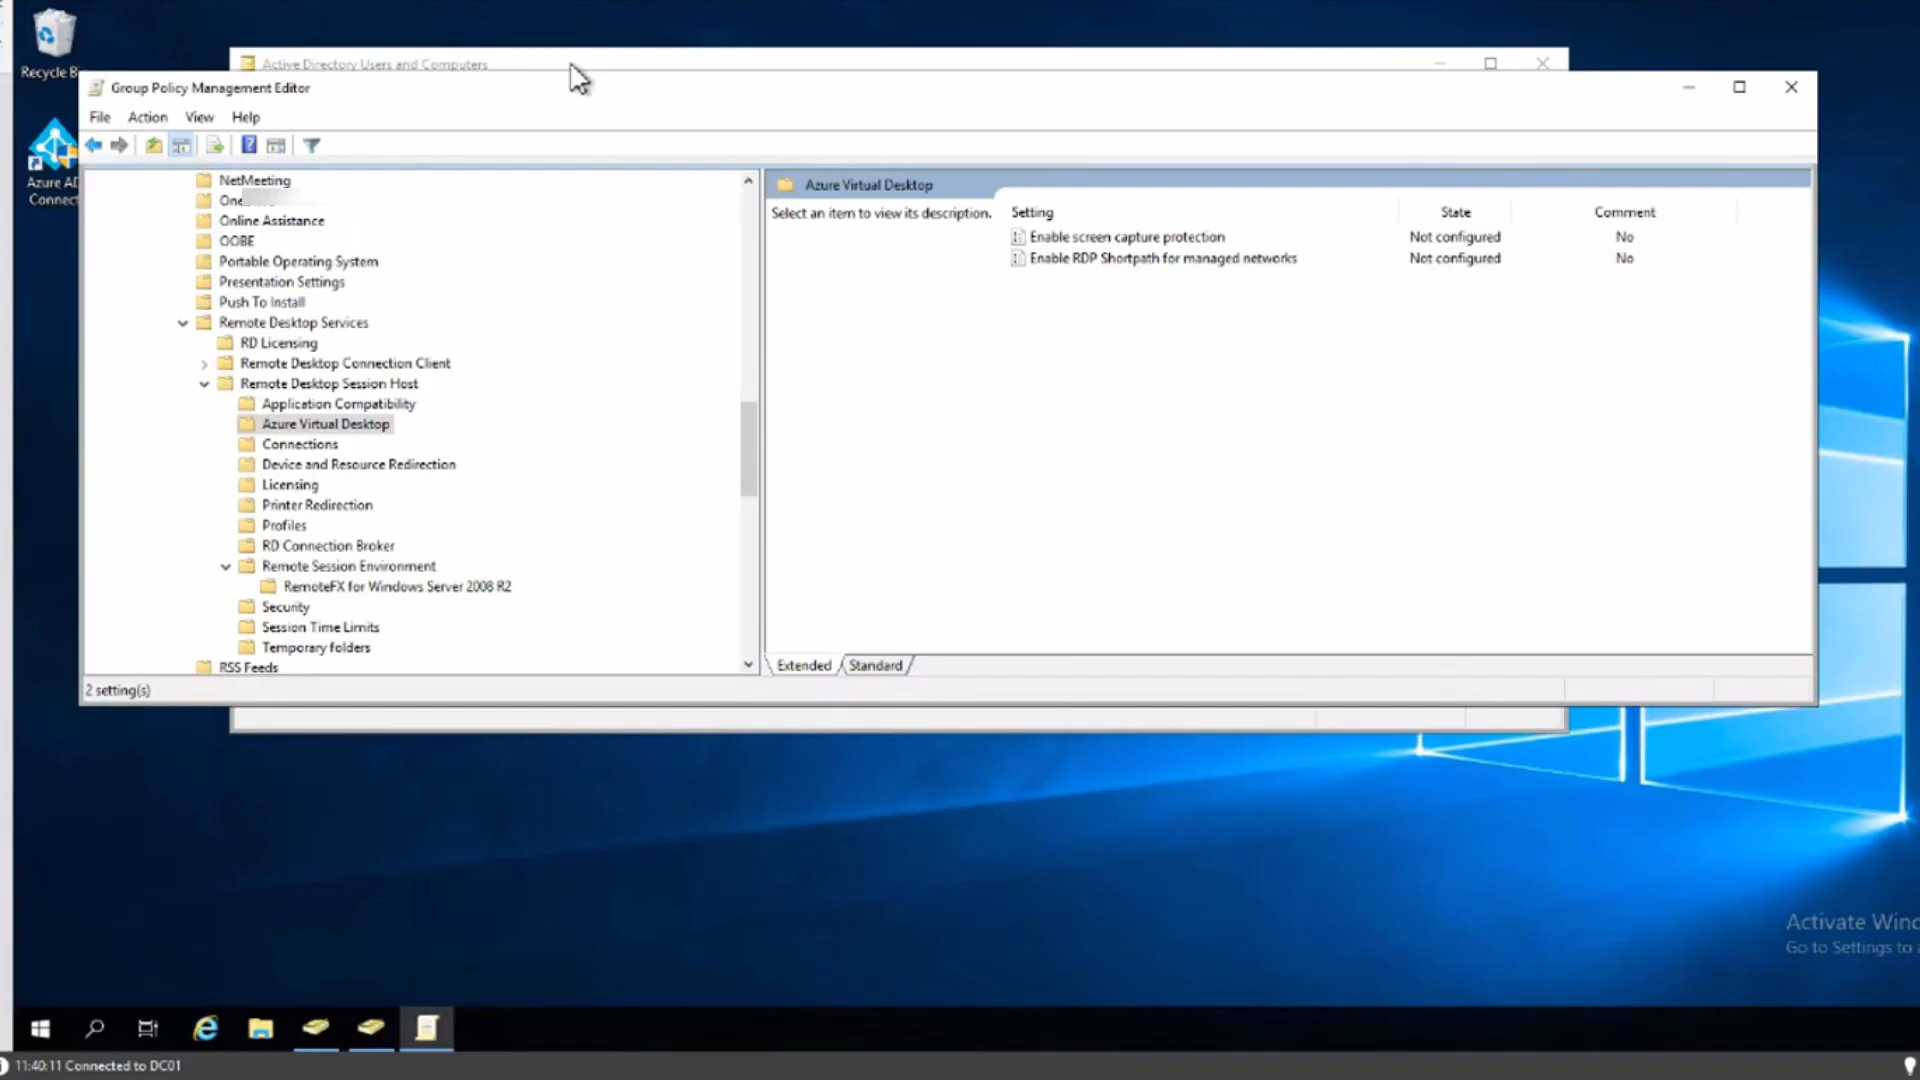 Recycle B
Active Directory Users and Computers
Group Policy Management Editor
File Action View Help
Azure AD
Connect
NetMeeting
Online Assistance
OOBE
Portable Operating System
Presentation Settings
Push To Install
Remote Desktop Services
RD Licensing
Remote Desktop Connection Client
Remote Desktop Session Host
Application Compatibility
Azure Virtual Desktop
Connections
Device and Resource Redirection
Licensing
Printer Redirection
Profiles
RD Connection Broker
Remote Session Environment
RemoteFX for Windows Server 2008 R2
Security
Session Time Limits
Temporary folders
RSS Feeds
Azure Virtual Desktop
Select an item to view its description.
Setting State Comment
Enable screen capture protection Not configured No
Enable RDP Shortpath for managed networks Not configured No
Extended Standard
2 setting(s)
Activate Wind
Go to Settings to a
11:40:11 Connected to DC01